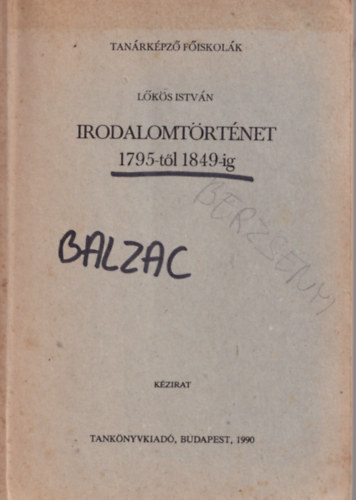 TANÁRKÉPZŐ FŐISKOLÁK
LŐKÖS ISTVÁN
IRODALOMTÖRTÉNET
1795-től 1849-ig
BERZSENYI
BALZAC
KÉZIRAT
TANKÖNYVKIADÓ, BUDAPEST, 1990